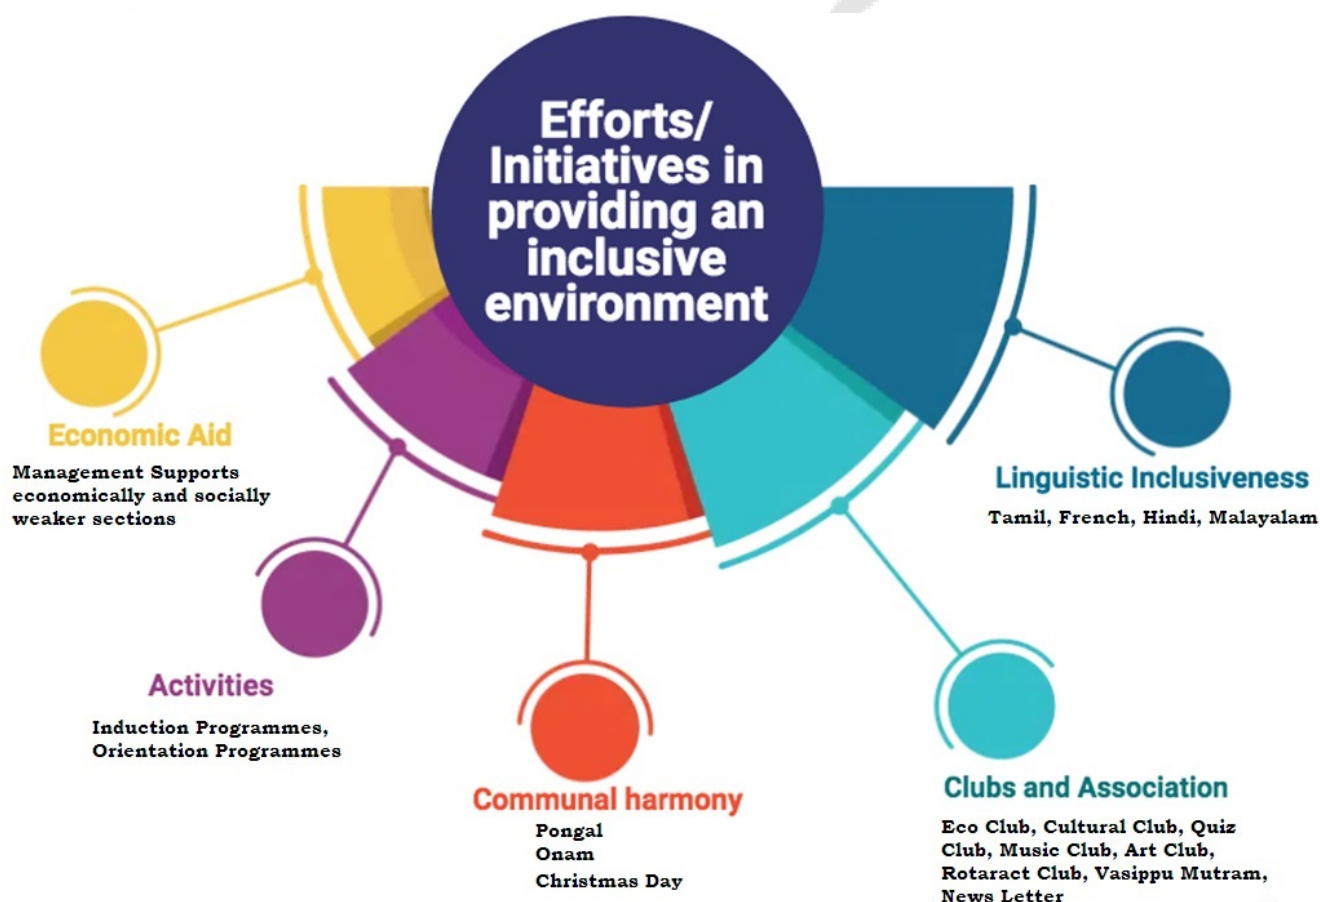 Efforts/
Initiatives in
providing an
inclusive
environment
Economic Aid
Management Supports
economically and socially
weaker sections
Activities
Induction Programmes,
Orientation Programmes
Communal harmony
Pongal
Onam
Christmas Day
Clubs and Association
Eco Club, Cultural Club, Quiz
Club, Music Club, Art Club,
Rotaract Club, Vasippu Mutram,
News Letter
Linguistic Inclusiveness
Tamil, French, Hindi, Malayalam